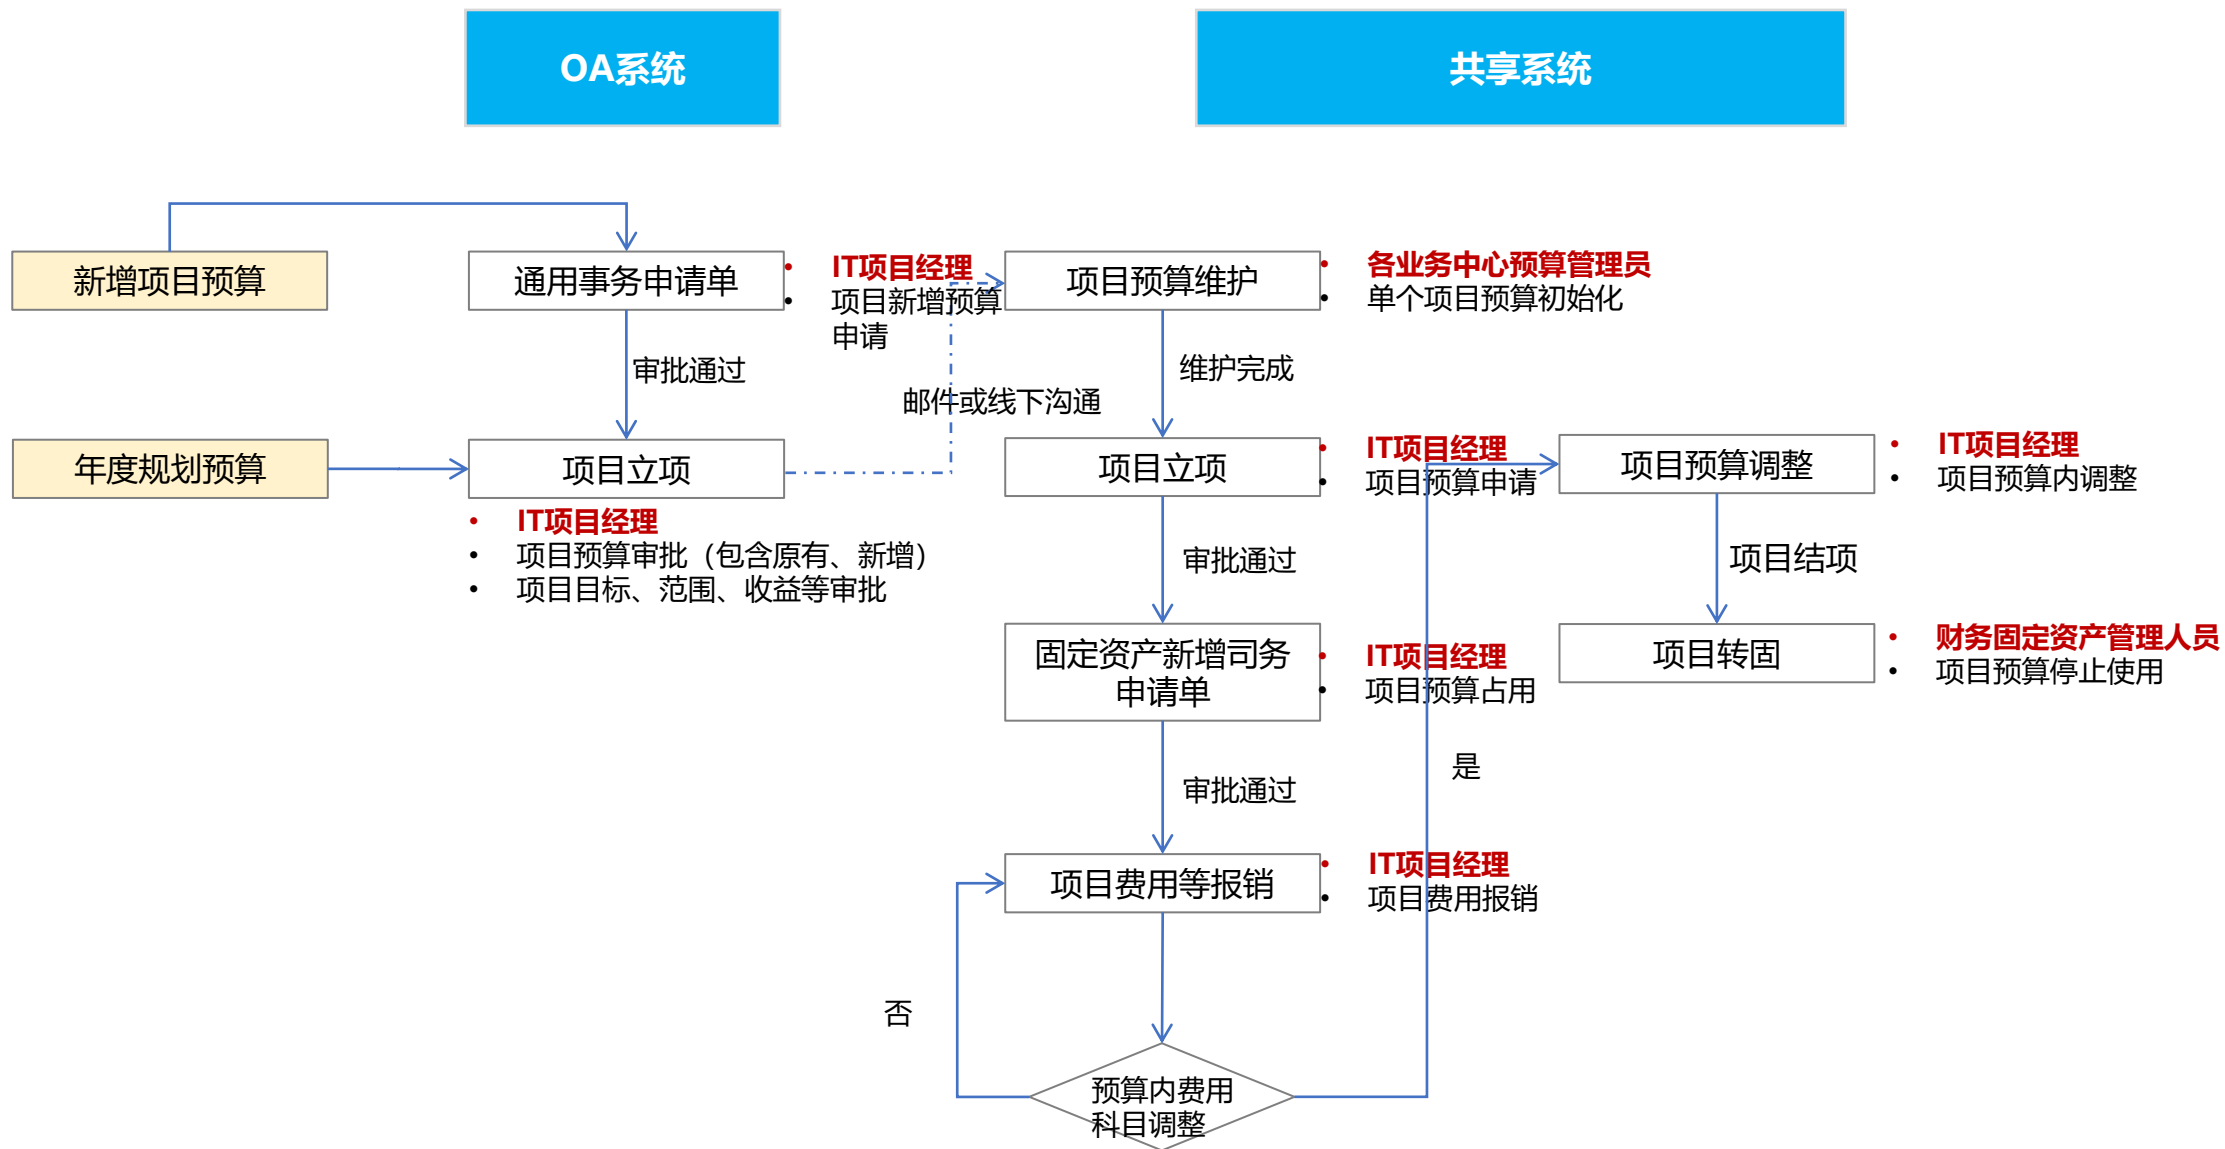 OA系统
共享系统
新增项目预算
通用事务申请单
• IT项目经理
• 项目新增预算
申请
项目预算维护
• 各业务中心预算管理员
• 单个项目预算初始化
审批通过
维护完成
邮件或线下沟通
年度规划预算
项目立项
• IT项目经理
• 项目预算审批（包含原有、新增）
• 项目目标、范围、收益等审批
项目立项
• IT项目经理
• 项目预算申请
项目预算调整
• IT项目经理
• 项目预算内调整
审批通过
项目结项
固定资产新增司务
申请单
• IT项目经理
• 项目预算占用
项目转固
• 财务固定资产管理人员
• 项目预算停止使用
审批通过
是
项目费用等报销
• IT项目经理
• 项目费用报销
否
预算内费用
科目调整